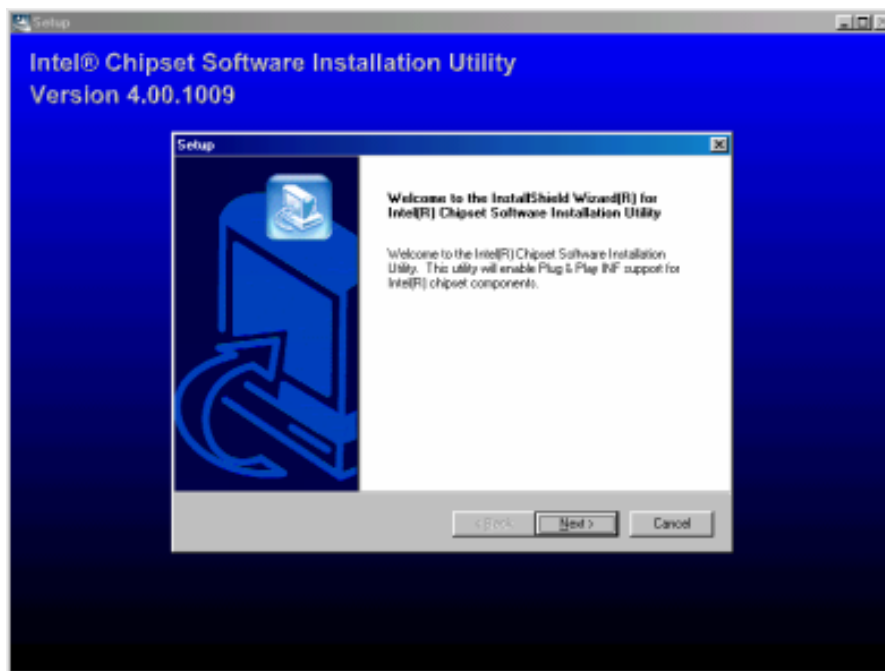 Setup
Intel® Chipset Software Installation Utility
Version 4.00.1009
Setup
Welcome to the InstallShield Wizard(R) for
Intel(R) Chipset Software Installation Utility
Welcome to the Intel(R) Chipset Software Installation
Utility. This utility will enable Plug & Play INF support for
Intel(R) chipset components.
< Back
Next >
Cancel